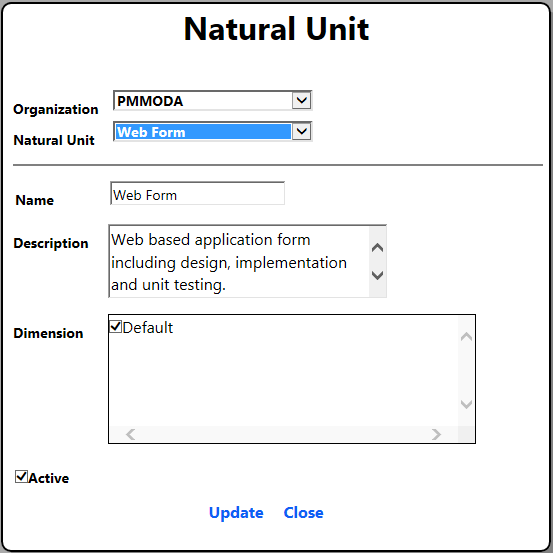 Natural Unit
Organization PMMODA
Natural Unit Web Form
Name Web Form
Description Web based application form
including design, implementation
and unit testing.
Dimension Default
Active
Update Close